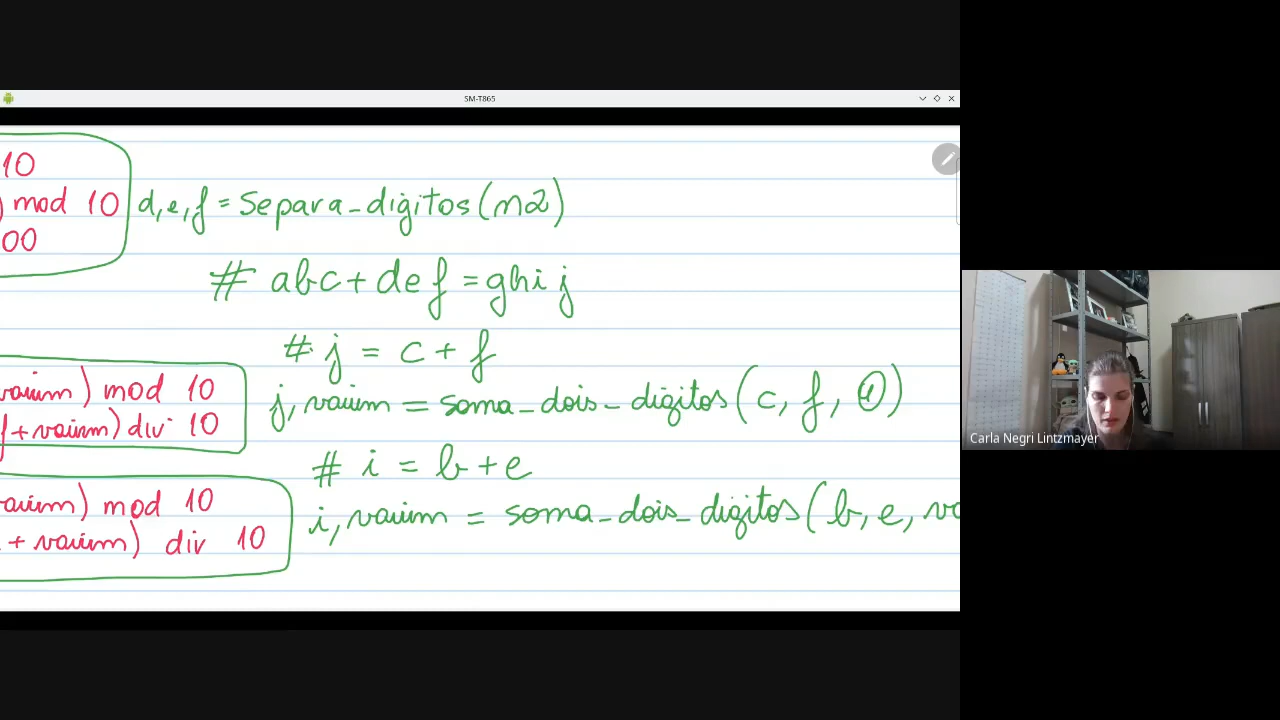 SM-T865
10
) mod 10
00
d, e, f = Separa_digitos(n2)
# abc + def = ghij
# j = c + f
vaium) mod 10
f + vaium) div 10
j, vaium = soma_dois_digitos(c, f, 0)
# i = b + e
vaium) mod 10
+ vaium) div 10
i, vaium = soma_dois_digitos(b, e, va
Carla Negri Lintzmayer